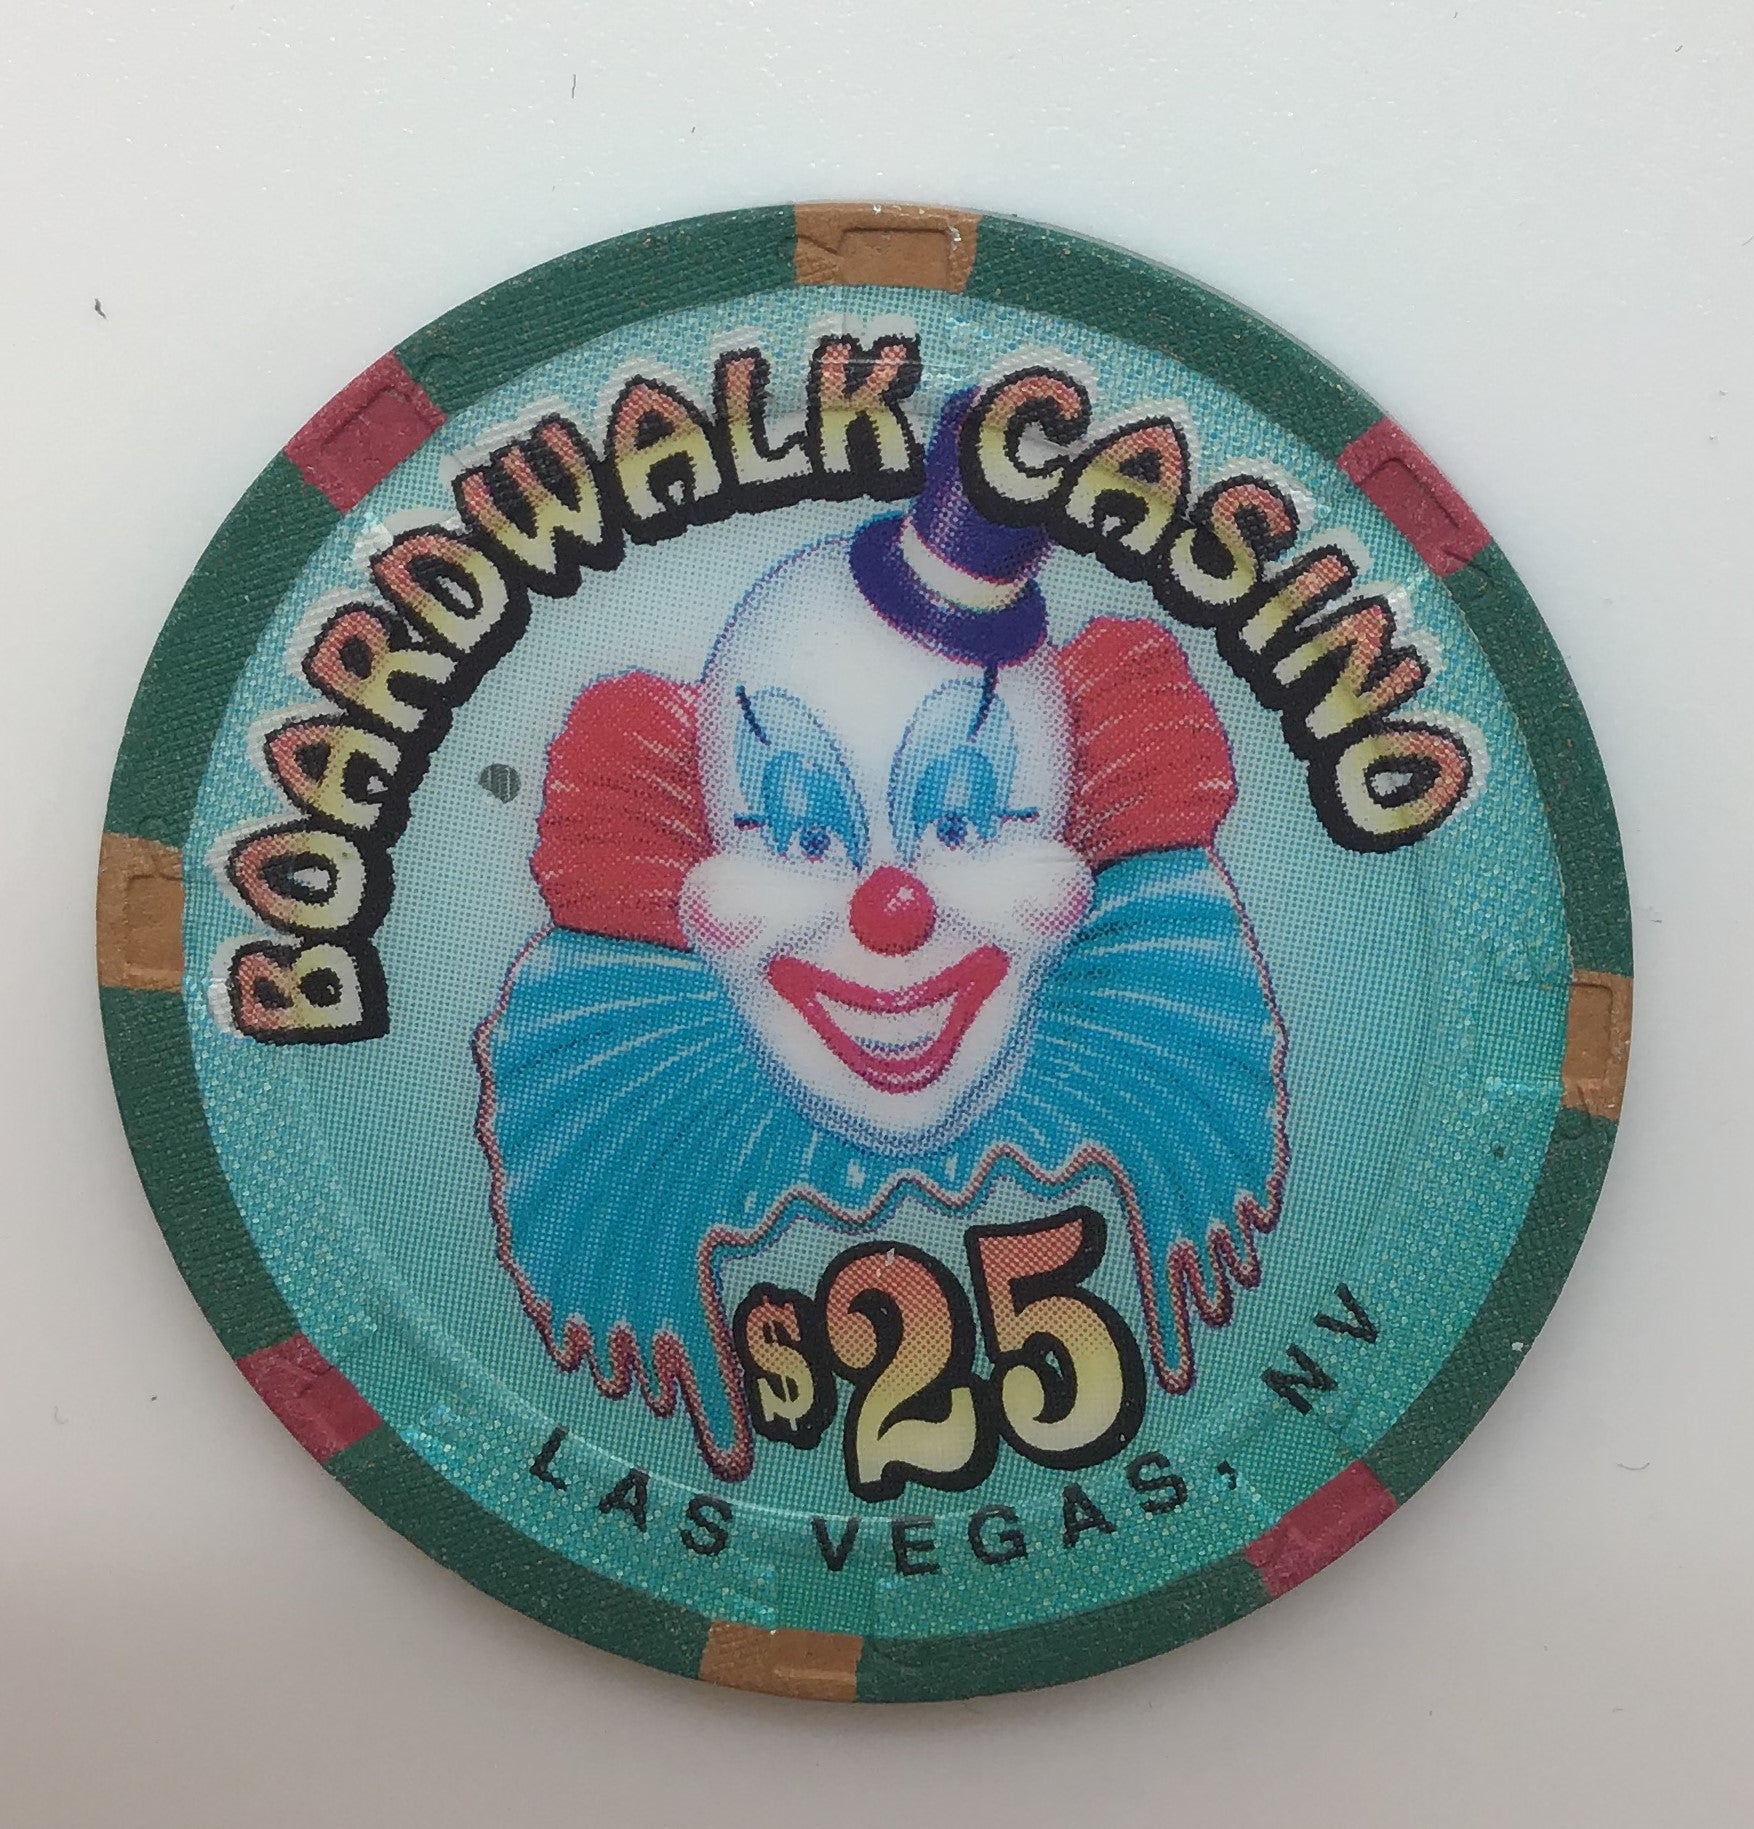 BOARDWALK CASINO
$25
LAS VEGAS, NV